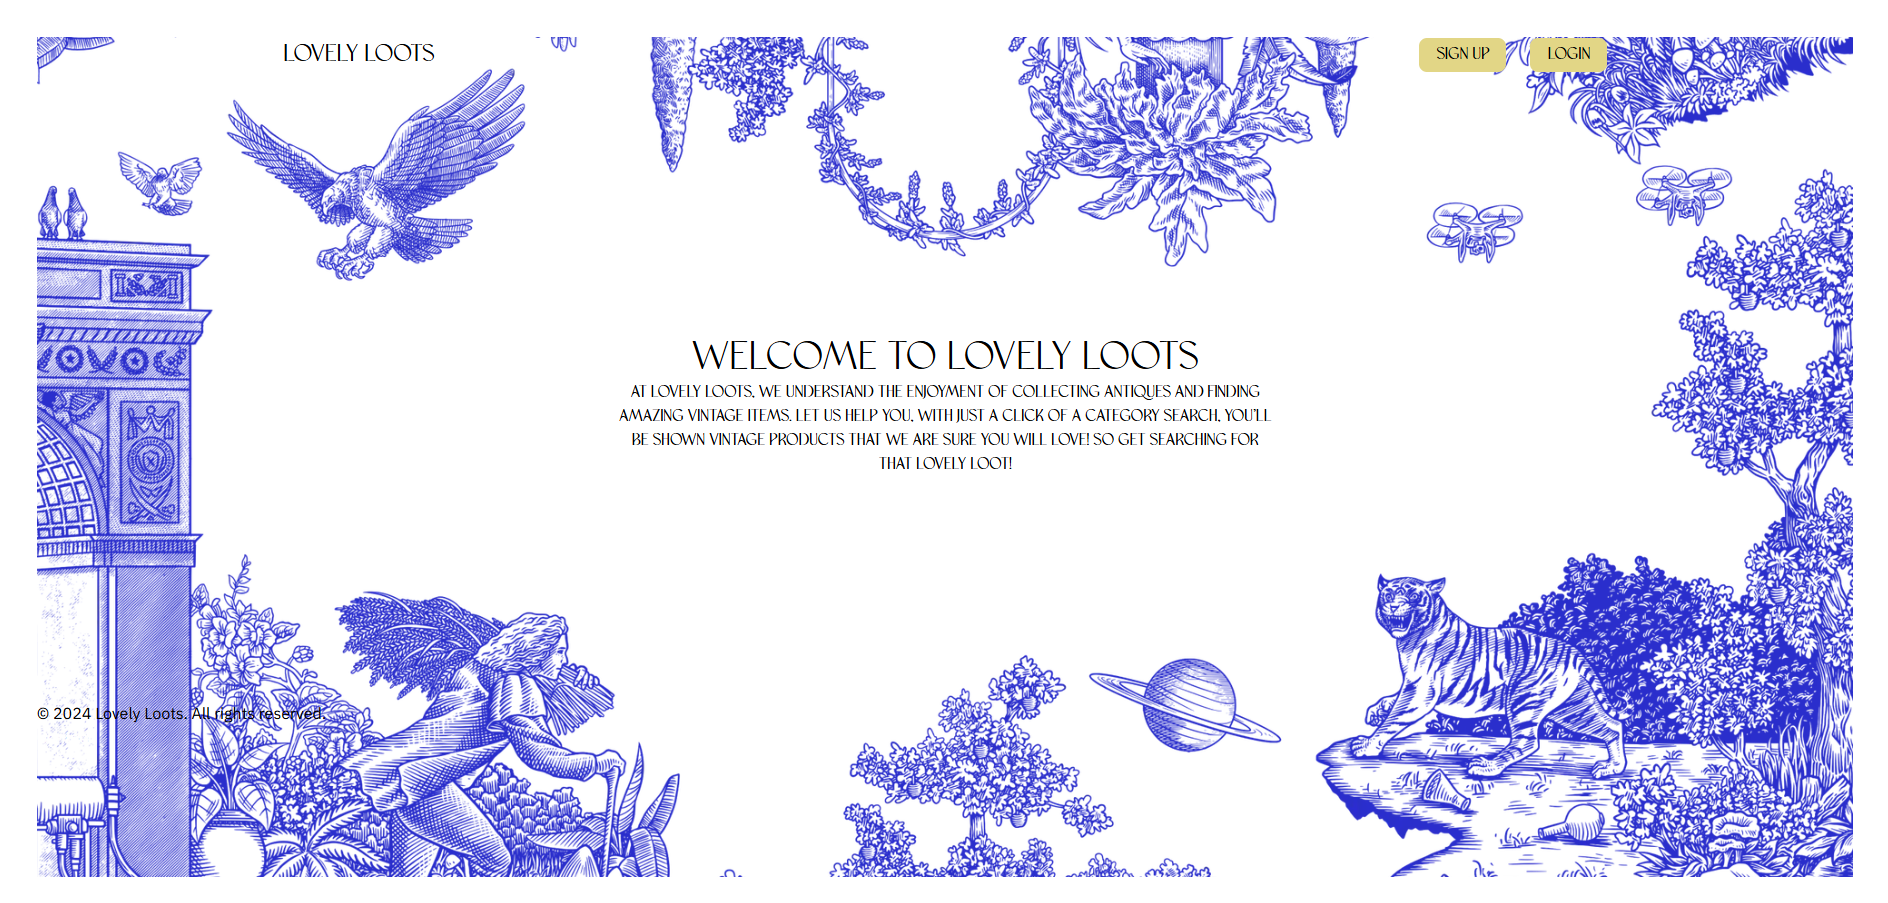 LOVELY LOOTS
SIGN UP
LOGIN
WELCOME TO LOVELY LOOTS
AT LOVELY LOOTS, WE UNDERSTAND THE ENJOYMENT OF COLLECTING ANTIQUES AND FINDING
AMAZING VINTAGE ITEMS. LET US HELP YOU, WITH JUST A CLICK OF A CATEGORY SEARCH, YOU'LL
BE SHOWN VINTAGE PRODUCTS THAT WE ARE SURE YOU WILL LOVE! SO GET SEARCHING FOR
THAT LOVELY LOOT!
© 2024 Lovely Loots. All rights reserved.